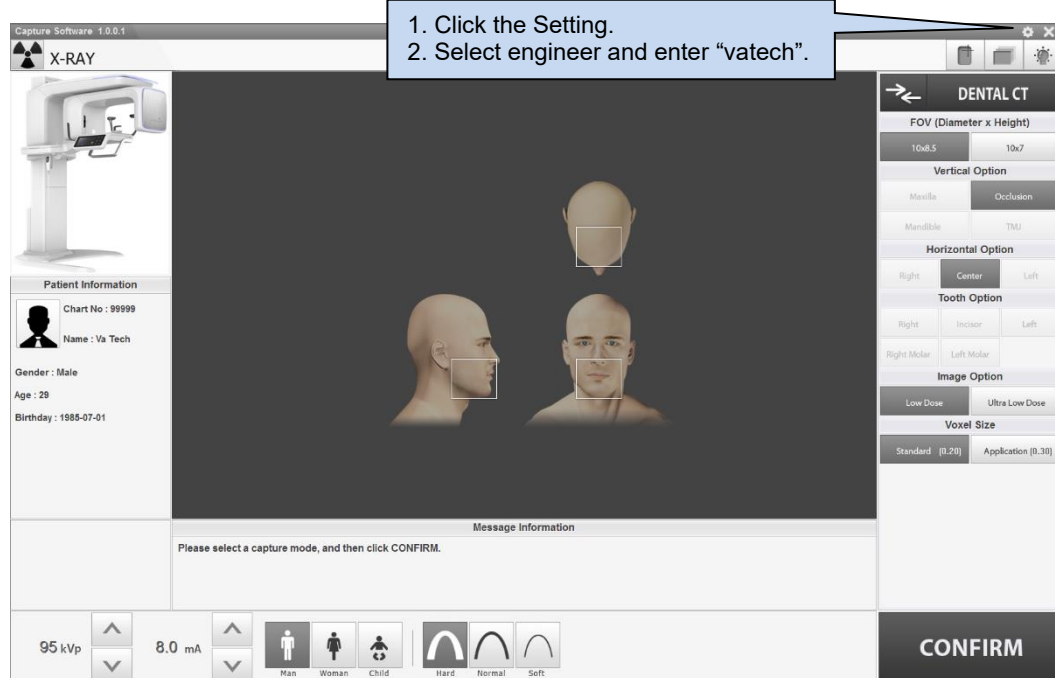 1. Click the Setting.
2. Select engineer and enter “vatech”.
Capture Software 1.0.0.1
X-RAY
DENTAL CT
FOV (Diameter x Height)
10x8.5 10x7
Vertical Option
Maxilla Occlusion
Mandible TMJ
Horizontal Option
Right Center Left
Tooth Option
Right Incisor Left
Right Molar Left Molar
Image Option
Low Dose Ultra Low Dose
Voxel Size
Standard [0.20] Application [0.30]
Patient Information
Chart No : 99999
Name : Va Tech
Gender : Male
Age : 29
Birthday : 1985-07-01
Message Information
Please select a capture mode, and then click CONFIRM.
95 kVp 8.0 mA
Man Woman Child Hard Normal Soft
CONFIRM